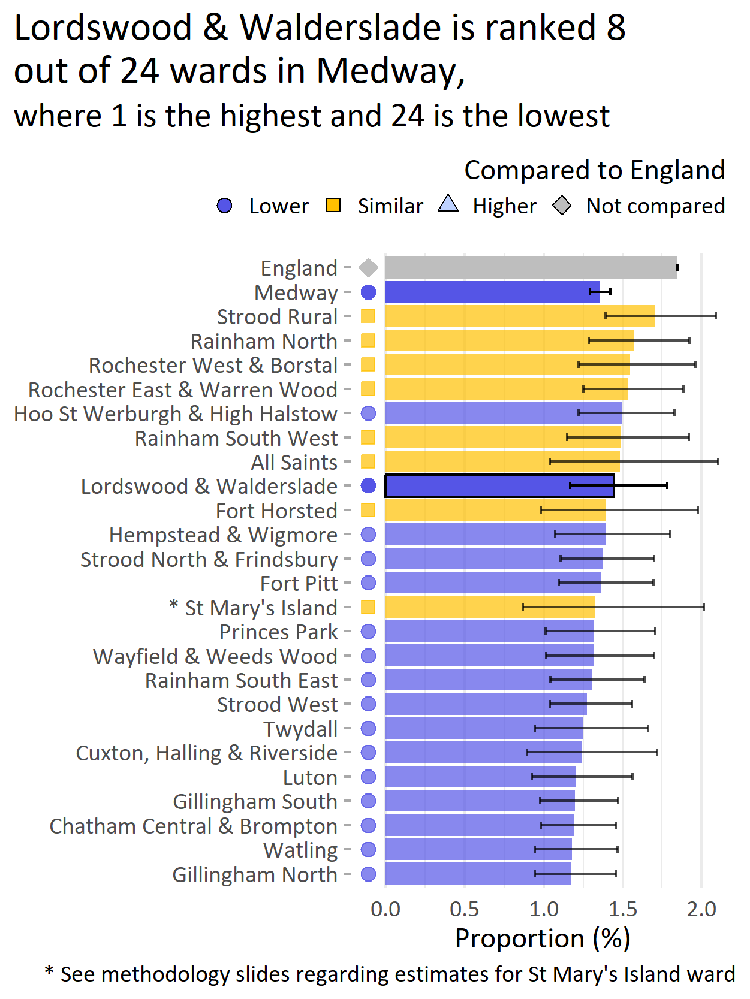 Lordswood & Walderslade is ranked 8
out of 24 wards in Medway,
where 1 is the highest and 24 is the lowest
Compared to England
Lower Similar Higher Not compared
England
Medway
Strood Rural
Rainham North
Rochester West & Borstal
Rochester East & Warren Wood
Hoo St Werburgh & High Halstow
Rainham South West
All Saints
Lordswood & Walderslade
Fort Horsted
Hempstead & Wigmore
Strood North & Frindsbury
Fort Pitt
* St Mary's Island
Princes Park
Wayfield & Weeds Wood
Rainham South East
Strood West
Twydall
Cuxton, Halling & Riverside
Luton
Gillingham South
Chatham Central & Brompton
Watling
Gillingham North
0.0 0.5 1.0 1.5 2.0
Proportion (%)
* See methodology slides regarding estimates for St Mary's Island ward